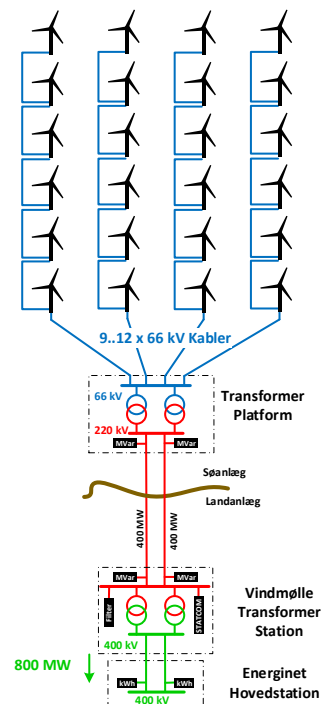 9..12 x 66 kV Kabler
66 kV
Transformer
Platform
220 kV
MVar
MVar
Søanlæg
Landanlæg
400 MW
400 MW
MVar
MVar
Filter
STATCOM
Vindmølle
Transformer
Station
400 kV
800 MW
kWh
kWh
Energinet
Hovedstation
400 kV